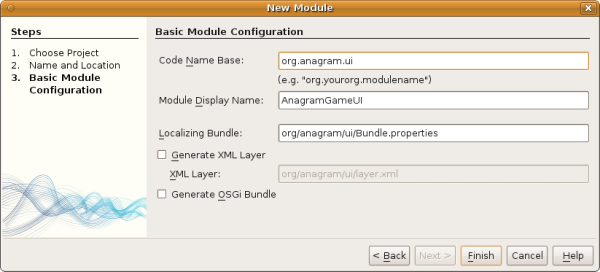 New Module
Steps
1. Choose Project
2. Name and Location
3. Basic Module
Configuration
Basic Module Configuration
Code Name Base: org.anagram.ui
(e.g. "org.yourorg.modulename")
Module Display Name: AnagramGameUI
Localizing Bundle: org/anagram/ui/Bundle.properties
Generate XML Layer
XML Layer: org/anagram/ui/layer.xml
Generate OSGi Bundle
< Back Next > Finish Cancel Help